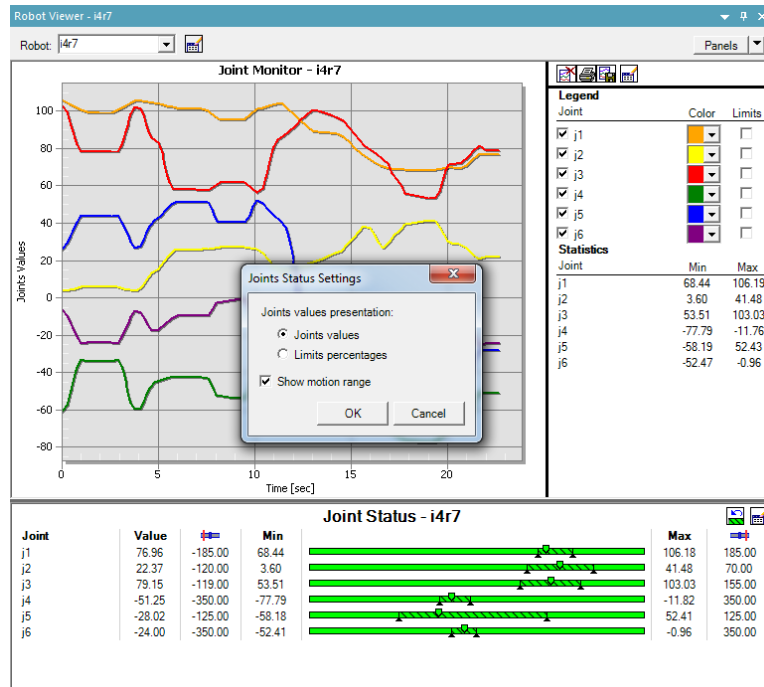 Robot Viewer - i4r7
Robot: i4r7
Panels
Joint Monitor - i4r7
100
80
60
40
20
0
-20
-40
-60
-80
Joints Values
0 5 10 15 20
Time [sec]
Legend
Joint Color Limits
j1
j2
j3
j4
j5
j6
Statistics
Joint Min Max
j1 68.44 106.19
j2 3.60 41.48
j3 53.51 103.03
j4 -77.79 -11.76
j5 -58.19 52.43
j6 -52.47 -0.96
Joints Status Settings
Joints values presentation:
Joints values
Limits percentages
Show motion range
OK Cancel
Joint Status - i4r7
Joint Value Min Max
j1 76.96 -185.00 68.44 106.18 185.00
j2 22.37 -120.00 3.60 41.48 70.00
j3 79.15 -119.00 53.51 103.03 155.00
j4 -51.25 -350.00 -77.79 -11.82 350.00
j5 -28.02 -125.00 -58.18 52.41 125.00
j6 -24.00 -350.00 -52.41 -0.96 350.00